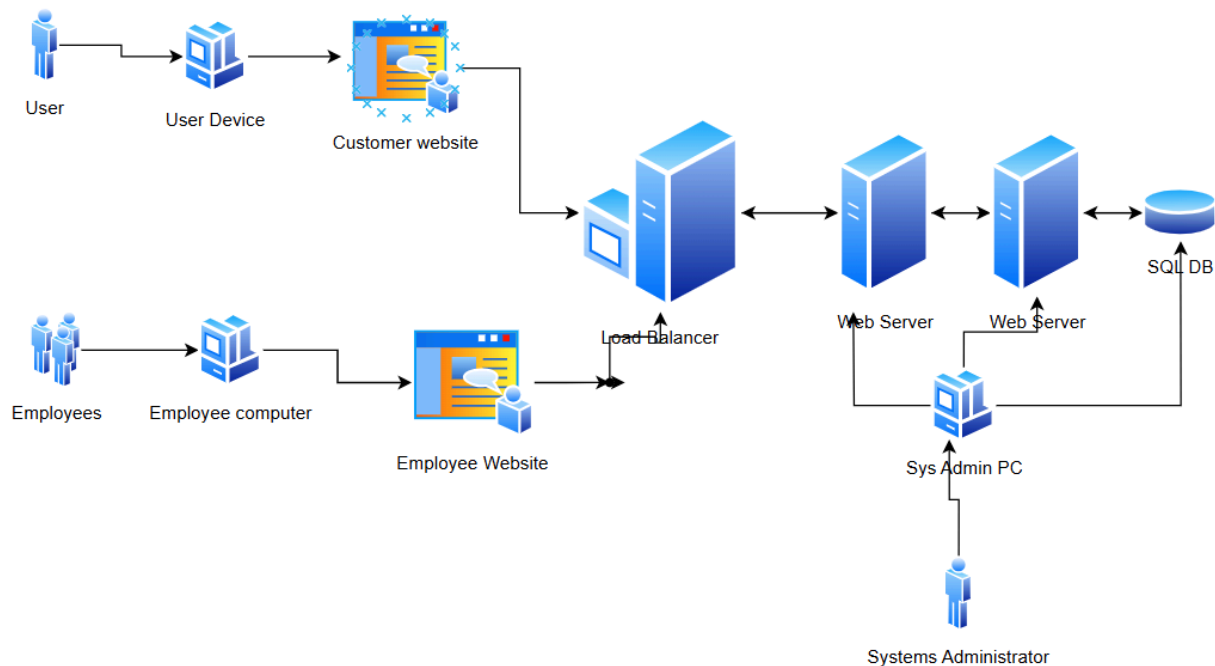 User
User Device
Customer website
SQL DB
Load Balancer
Web Server
Web Server
Employees
Employee computer
Employee Website
Sys Admin PC
Systems Administrator